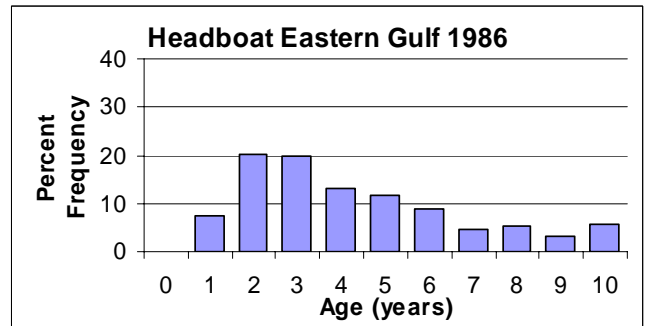 Headboat Eastern Gulf 1986
Percent
Frequency
40
30
20
10
0
0 1 2 3 4 5 6 7 8 9 10
Age (years)